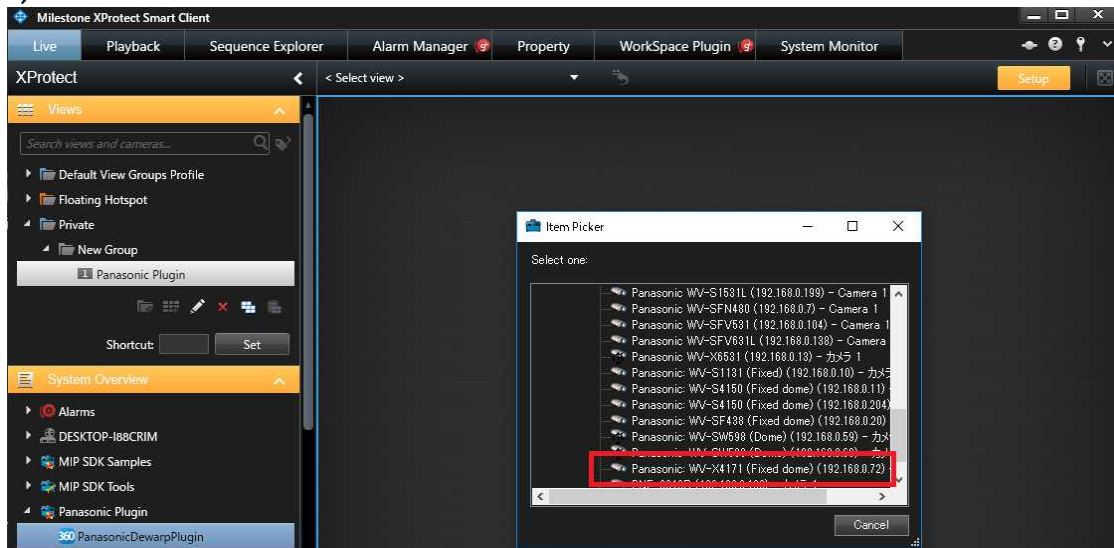 Milestone XProtect Smart Client
Live Playback Sequence Explorer Alarm Manager Property WorkSpace Plugin System Monitor
XProtect < Select view > Setup
Views
Search views and cameras...
Default View Groups Profile
Floating Hotspot
Private
New Group
1 Panasonic Plugin
Shortcut: Set
System Overview
Alarms
DESKTOP-I88CRIM
MIP SDK Samples
MIP SDK Tools
Panasonic Plugin
360 PanasonicDewarpPlugin
Item Picker
Select one:
Panasonic WV-S1531L (192.168.0.199) - Camera 1
Panasonic WV-SFN480 (192.168.0.7) - Camera 1
Panasonic WV-SFV531 (192.168.0.104) - Camera 1
Panasonic WV-SFV631L (192.168.0.138) - Camera
Panasonic WV-X6531 (192.168.0.13) - カメラ 1
Panasonic: WV-S1131 (Fixed) (192.168.0.10) - カメラ
Panasonic: WV-S4150 (Fixed dome) (192.168.0.11) -
Panasonic: WV-S4150 (Fixed dome) (192.168.0.204)
Panasonic: WV-SF438 (Fixed dome) (192.168.0.20)
Panasonic: WV-SW598 (Dome) (192.168.0.59) - カメ
Panasonic: WV-X4171 (Fixed dome) (192.168.0.72) -
Cancel